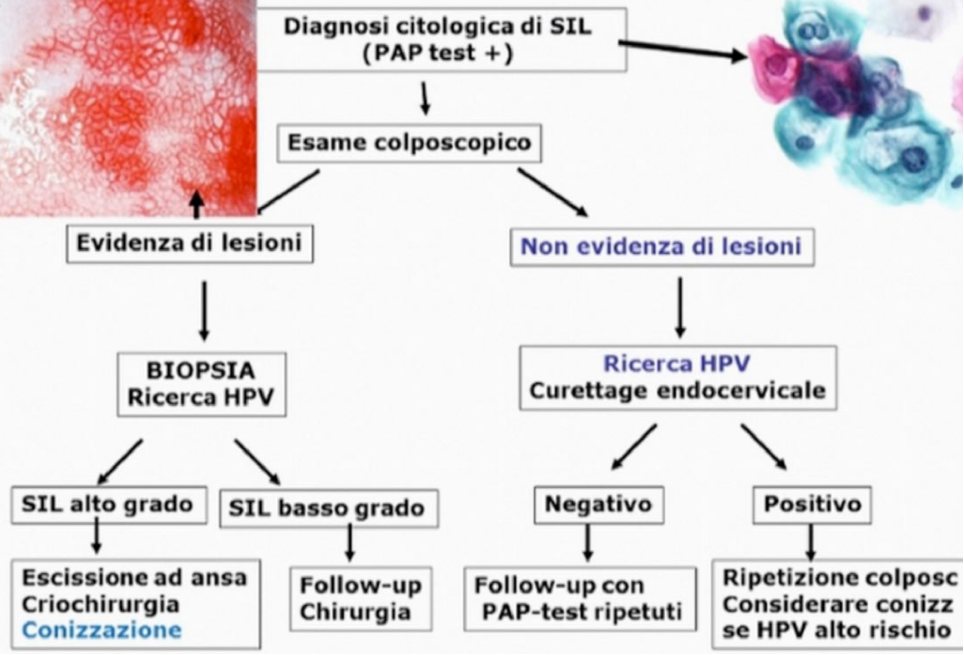 Diagnosi citologica di SIL
(PAP test +)
Esame colposcopico
Evidenza di lesioni
Non evidenza di lesioni
BIOPSIA
Ricerca HPV
Ricerca HPV
Curettage endocervicale
SIL alto grado
SIL basso grado
Negativo
Positivo
Escissione ad ansa
Criochirurgia
Conizzazione
Follow-up
Chirurgia
Follow-up con
PAP-test ripetuti
Ripetizione colposc
Considerare conizz
se HPV alto rischio